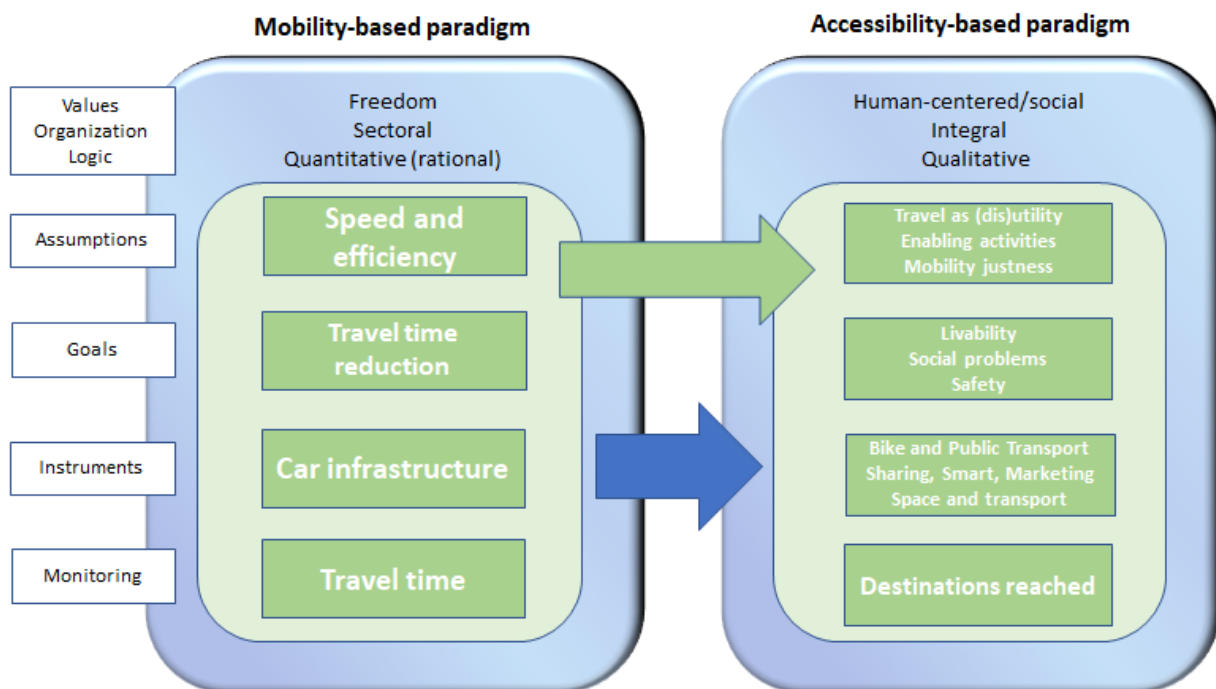 Mobility-based paradigm
Accessibility-based paradigm
Values
Organization
Logic
Freedom
Sectoral
Quantitative (rational)
Human-centered/social
Integral
Qualitative
Assumptions
Speed and
efficiency
Travel as (dis)utility
Enabling activities
Mobility justness
Goals
Travel time
reduction
Livability
Social problems
Safety
Instruments
Car infrastructure
Bike and Public Transport
Sharing, Smart, Marketing
Space and transport
Monitoring
Travel time
Destinations reached